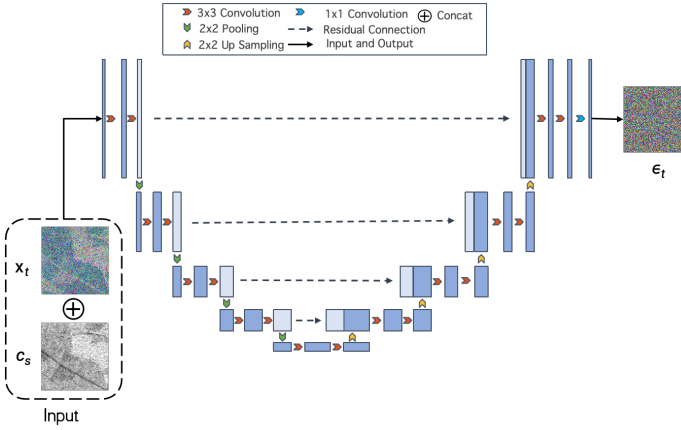 3x3 Convolution 1x1 Convolution Concat
2x2 Pooling Residual Connection
2x2 Up Sampling Input and Output
ϵₜ
xₜ
cₛ
Input